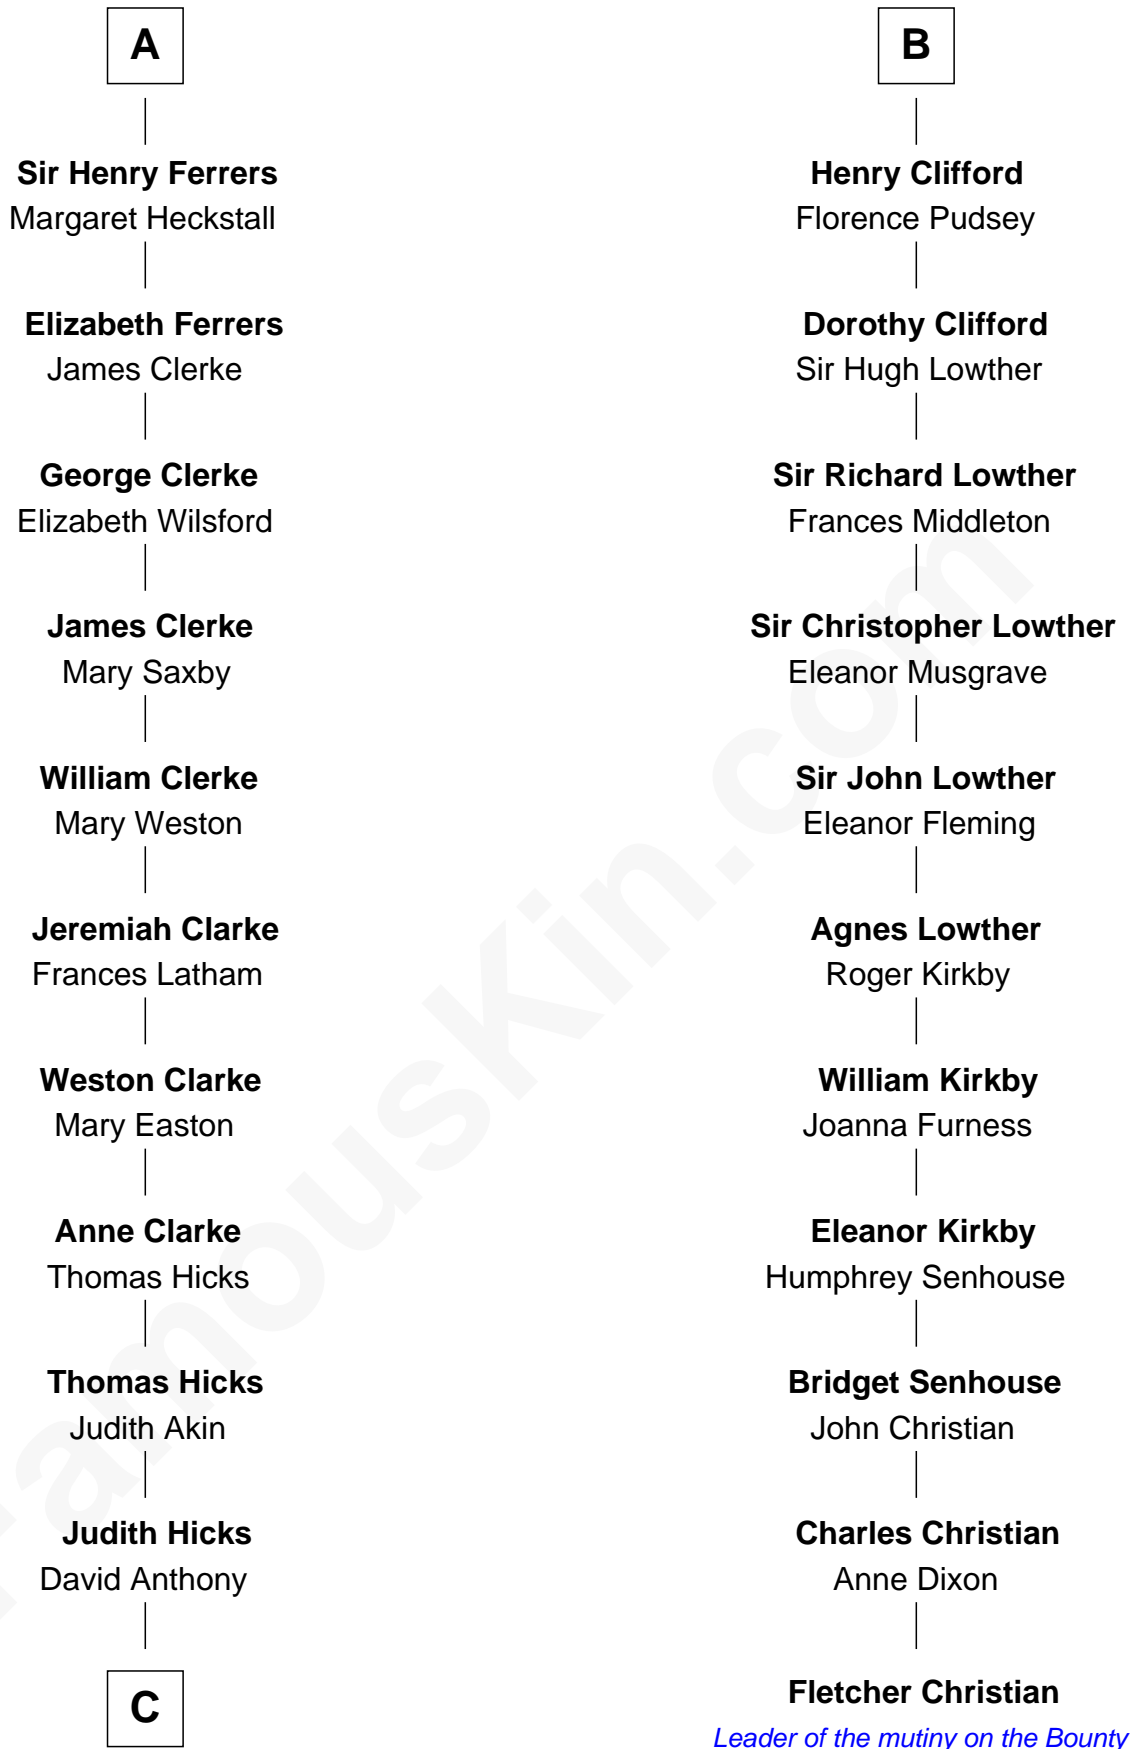 A
Sir Henry Ferrers
Margaret Heckstall
Elizabeth Ferrers
James Clerke
George Clerke
Elizabeth Wilsford
James Clerke
Mary Saxby
William Clerke
Mary Weston
Jeremiah Clarke
Frances Latham
Weston Clarke
Mary Easton
Anne Clarke
Thomas Hicks
Thomas Hicks
Judith Akin
Judith Hicks
David Anthony
C
B
Henry Clifford
Florence Pudsey
Dorothy Clifford
Sir Hugh Lowther
Sir Richard Lowther
Frances Middleton
Sir Christopher Lowther
Eleanor Musgrave
Sir John Lowther
Eleanor Fleming
Agnes Lowther
Roger Kirkby
William Kirkby
Joanna Furness
Eleanor Kirkby
Humphrey Senhouse
Bridget Senhouse
John Christian
Charles Christian
Anne Dixon
Fletcher Christian
Leader of the mutiny on the Bounty
FamousKin.com